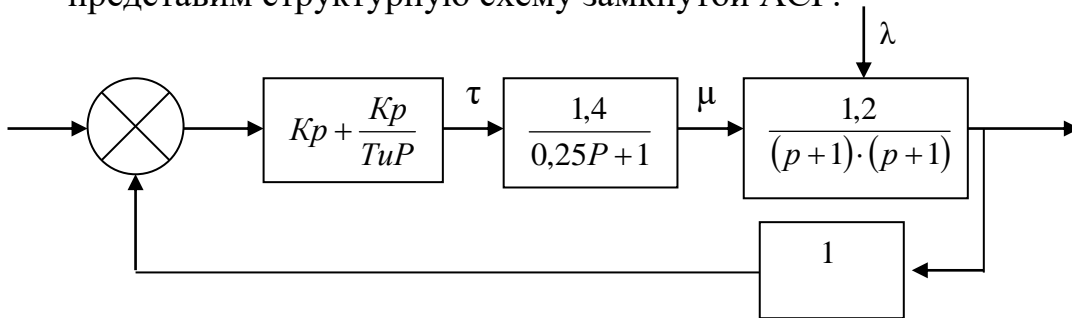 представим структурную схему замкнутой АСР:
λ
Kp + Kp / TuP
τ
1,4 / 0,25P + 1
μ
1,2 / (p + 1) · (p + 1)
1